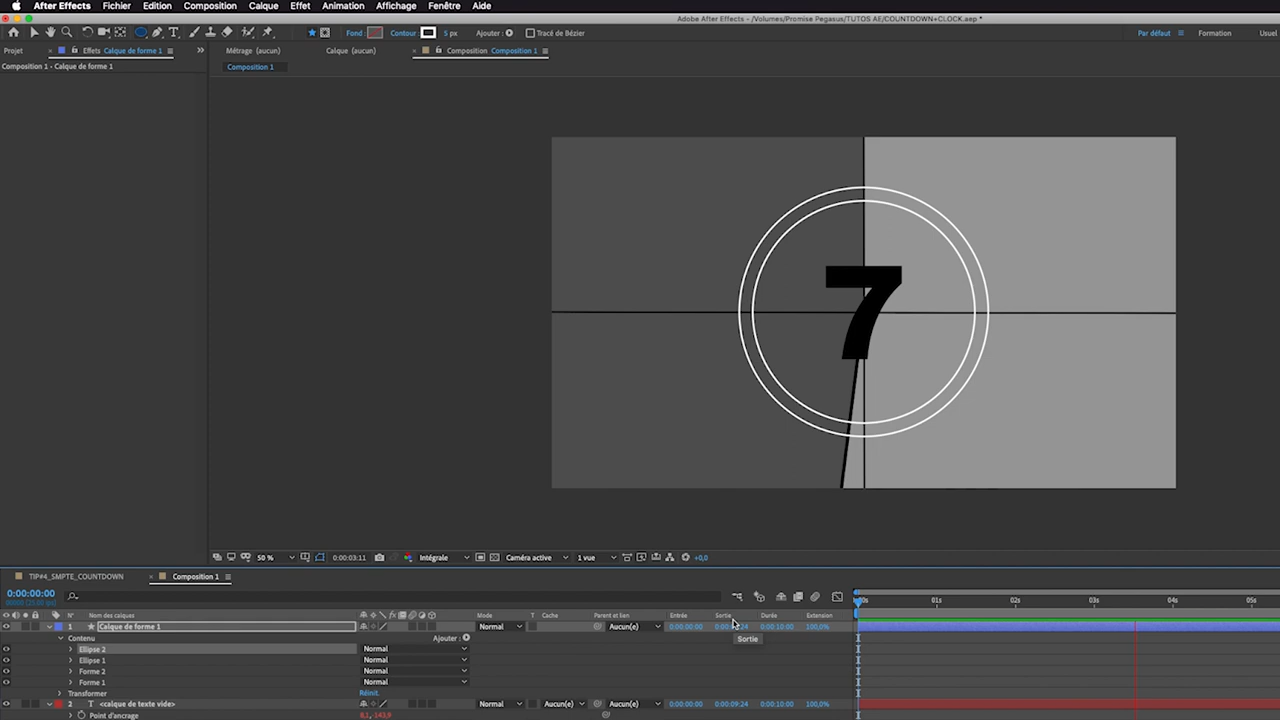 After Effects Fichier Edition Composition Calque Effet Animation Affichage Fenêtre Aide
Adobe After Effects - /Volumes/Promise Pegasus/TUTOS AE/COUNTDOWN+CLOCK.aep *
Fond : Contour : 5 px Ajouter : Tracé de Bézier Par défaut Formation Usuel
Projet Effets Calque de forme 1 Métrage (aucun) Calque (aucun) Composition Composition 1
Composition 1 - Calque de forme 1 Composition 1
7
50 % 0:00:03:11 Intégrale Caméra active 1 vue +0,0
TIP#4_SMPTE_COUNTDOWN Composition 1
0:00:00:00
00000 (25.00 fps) 01s 02s 03s 04s 05s
N° Nom des calques Mode T Cache Parent et lien Entrée Sortie Durée Extension
1 Calque de forme 1 Normal Aucun(e) 0:00:00:00 0:00:09:24 0:00:10:00 100,0%
Contenu Ajouter : Sortie
Ellipse 2 Normal
Ellipse 1 Normal
Forme 2 Normal
Forme 1 Normal
Transformer Réinit.
2 T <calque de texte vide> Normal Aucun(e) Aucun(e) 0:00:00:00 0:00:09:24 0:00:10:00 100,0%
Point d'ancrage 8,1, -143,9